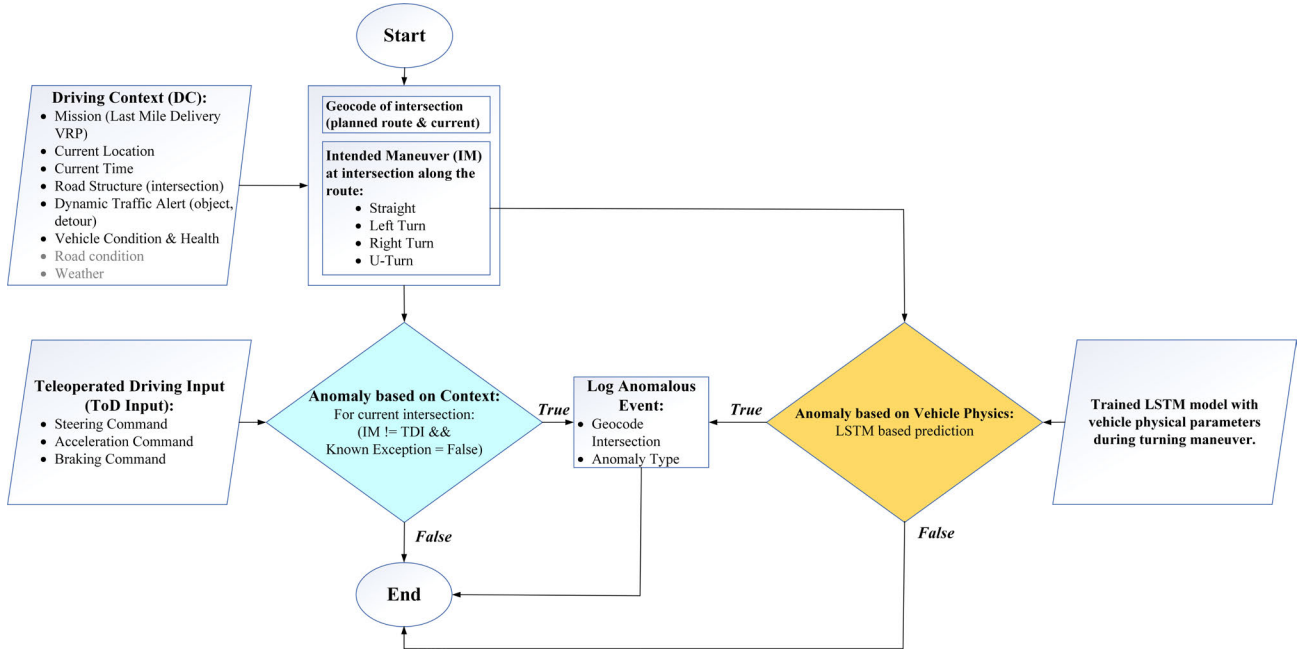 Start
Driving Context (DC):
• Mission (Last Mile Delivery
VRP)
• Current Location
• Current Time
• Road Structure (intersection)
• Dynamic Traffic Alert (object,
detour)
• Vehicle Condition & Health
• Road condition
• Weather
Geocode of intersection
(planned route & current)
Intended Maneuver (IM)
at intersection along the
route:
• Straight
• Left Turn
• Right Turn
• U-Turn
Teleoperated Driving Input
(ToD Input):
• Steering Command
• Acceleration Command
• Braking Command
Anomaly based on Context:
For current intersection:
(IM != TDI &&
Known Exception = False)
True
False
Log Anomalous
Event:
• Geocode
Intersection
• Anomaly Type
True
Anomaly based on Vehicle Physics:
LSTM based prediction
False
Trained LSTM model with
vehicle physical parameters
during turning maneuver.
End